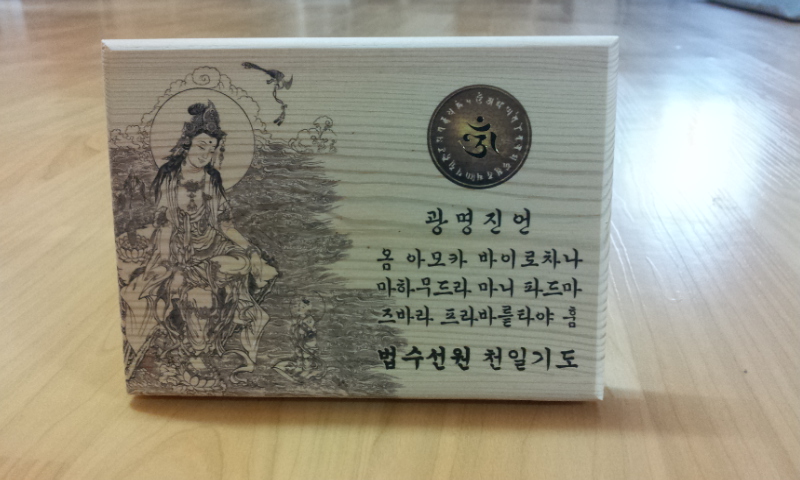 ॐ
광명진언
옴 아모카 바이로차나
마하무드라 마니 파드마
즈바라 프라바를타야 훔
법수선원 천일기도